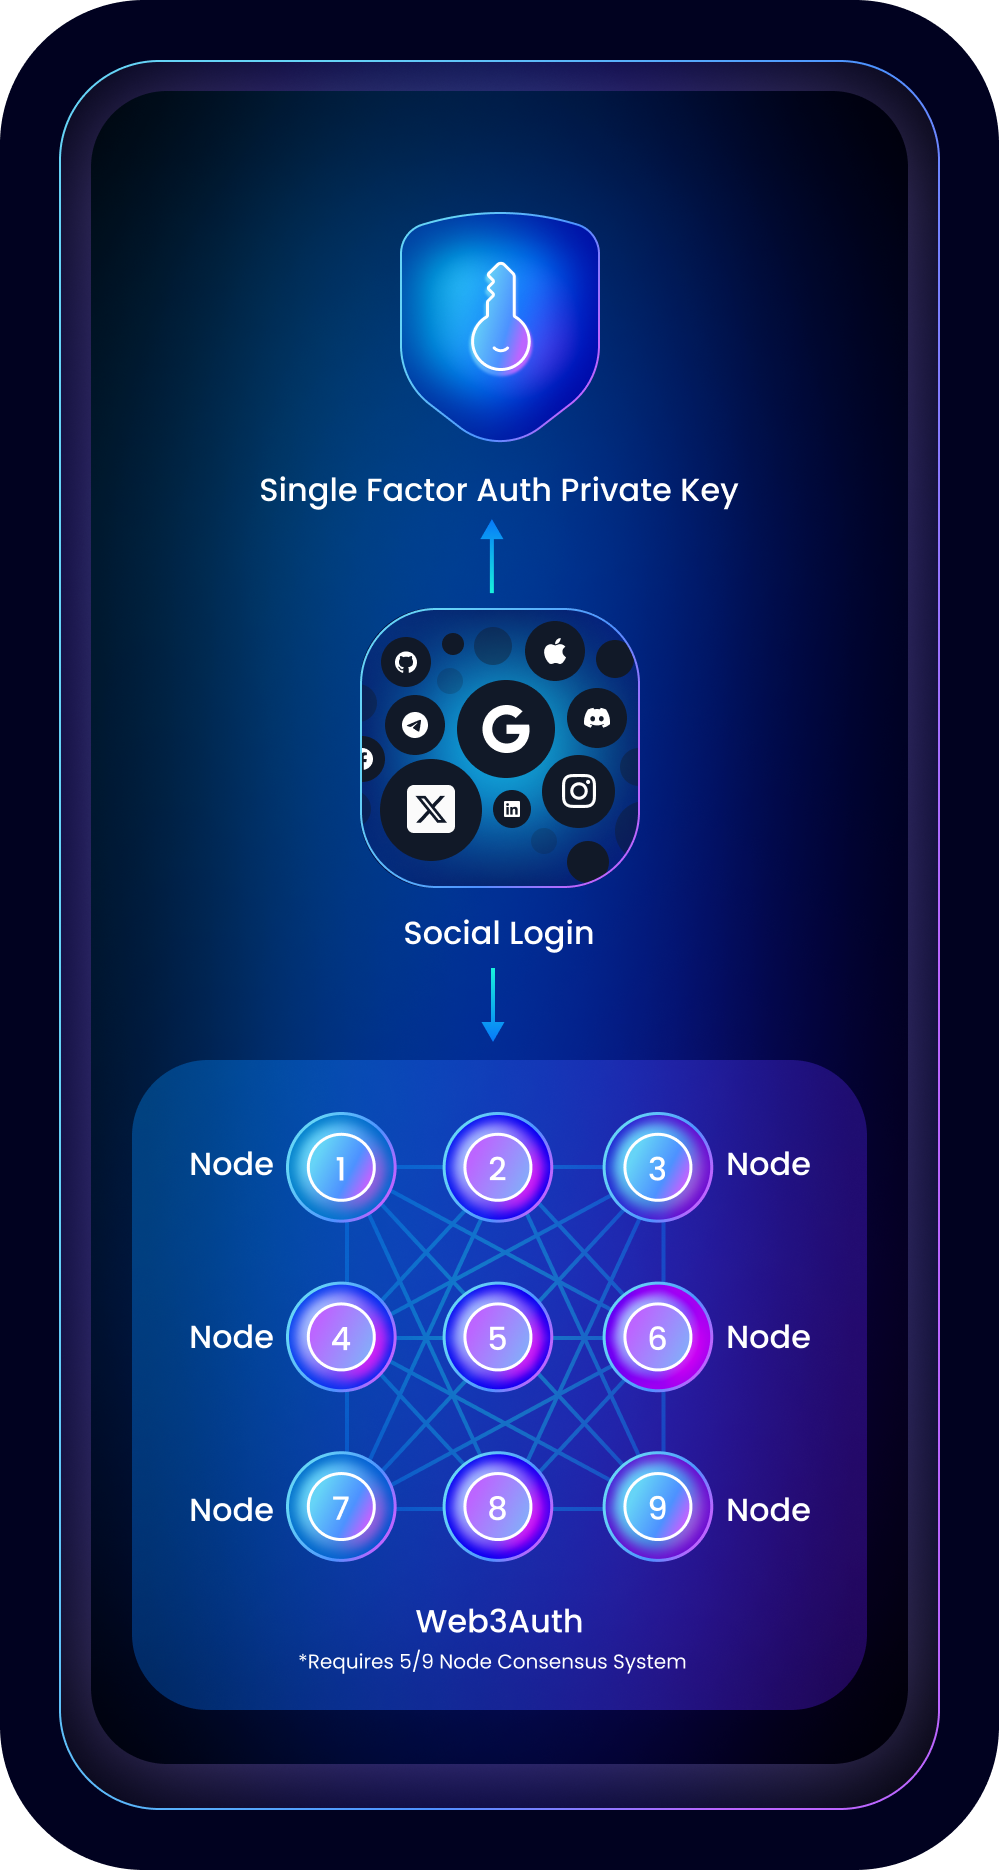 Single Factor Auth Private Key
Social Login
Node 1 2 3 Node
Node 4 5 6 Node
Node 7 8 9 Node
Web3Auth
*Requires 5/9 Node Consensus System